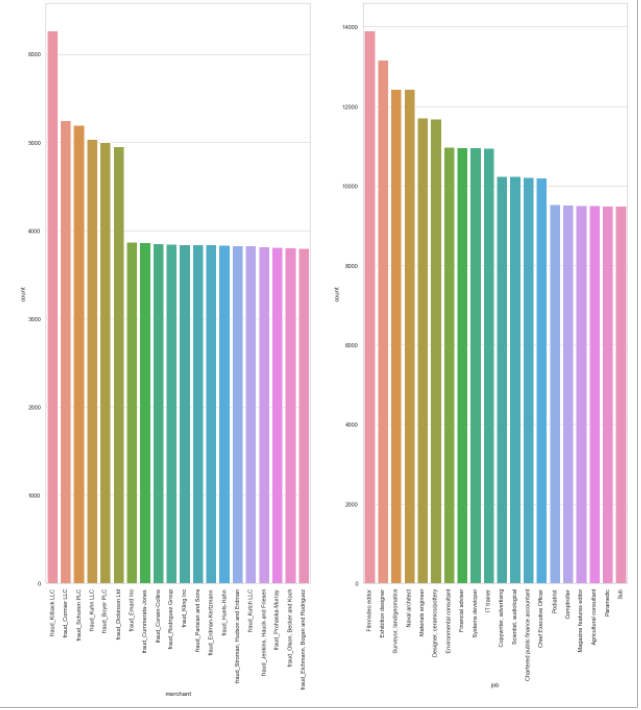 6000
5000
4000
3000
2000
1000
0
count
fraud_Kilback LLC
fraud_Cormier LLC
fraud_Schumm PLC
fraud_Kuhn LLC
fraud_Boyer PLC
fraud_Dickinson Ltd
fraud_Emard Inc
fraud_Cummerata-Jones
fraud_Corwin-Collins
fraud_Rodriguez Group
fraud_Kling Inc
fraud_Parisian and Sons
fraud_Erdman-Kertzmann
fraud_Huels-Hahn
fraud_Stroman, Hudson and Erdman
fraud_Kutch LLC
fraud_Jenkins, Hauck and Friesen
fraud_Prohaska-Murray
fraud_Olson, Becker and Koch
fraud_Eichmann, Bogan and Rodriguez
merchant
14000
12000
10000
8000
6000
4000
2000
0
count
Film/video editor
Exhibition designer
Surveyor, land/geomatics
Naval architect
Materials engineer
Designer, ceramics/pottery
Environmental consultant
Financial adviser
Systems developer
IT trainer
Copywriter, advertising
Scientist, audiological
Chartered public finance accountant
Chief Executive Officer
Podiatrist
Comptroller
Magazine features editor
Agricultural consultant
Paramedic
Sub
job